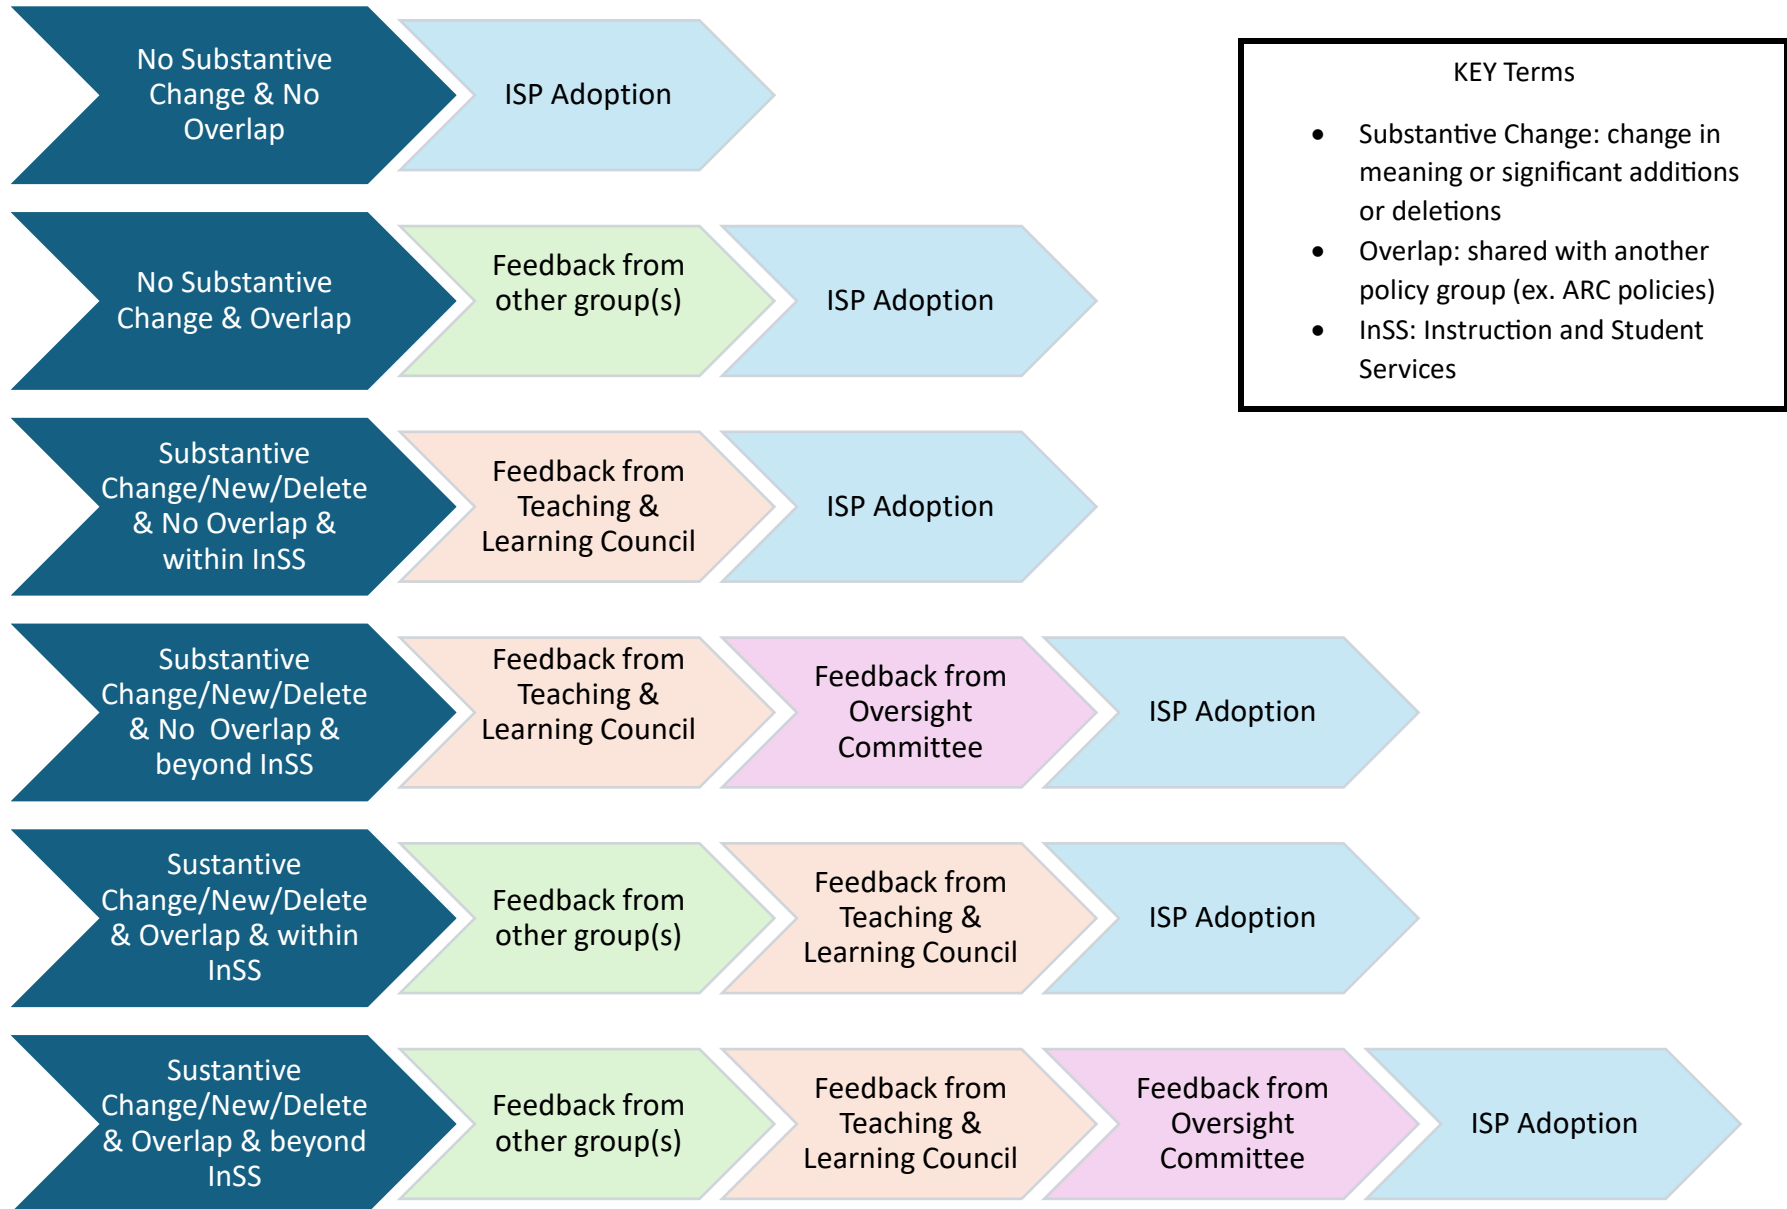 No Substantive
Change & No
Overlap
ISP Adoption
KEY Terms
• Substantive Change: change in
meaning or significant additions
or deletions
• Overlap: shared with another
policy group (ex. ARC policies)
• InSS: Instruction and Student
Services
No Substantive
Change & Overlap
Feedback from
other group(s)
ISP Adoption
Substantive
Change/New/Delete
& No Overlap &
within InSS
Feedback from
Teaching &
Learning Council
ISP Adoption
Substantive
Change/New/Delete
& No  Overlap &
beyond InSS
Feedback from
Teaching &
Learning Council
Feedback from
Oversight
Committee
ISP Adoption
Sustantive
Change/New/Delete
& Overlap & within
InSS
Feedback from
other group(s)
Feedback from
Teaching &
Learning Council
ISP Adoption
Sustantive
Change/New/Delete
& Overlap & beyond
InSS
Feedback from
other group(s)
Feedback from
Teaching &
Learning Council
Feedback from
Oversight
Committee
ISP Adoption